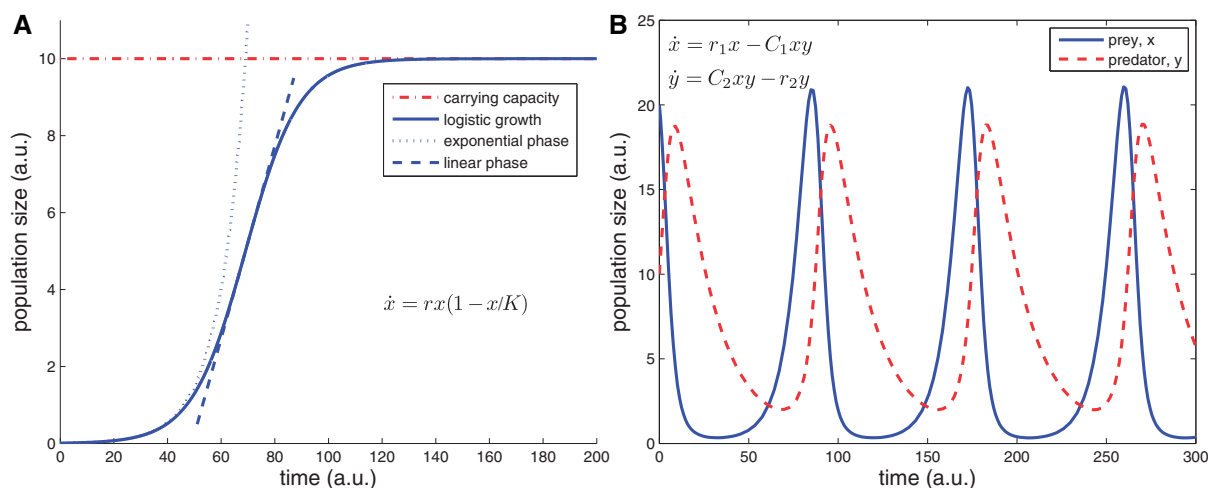 A
population size (a.u.)
10
8
6
4
2
0
0 20 40 60 80 100 120 140 160 180 200
time (a.u.)
carrying capacity
logistic growth
exponential phase
linear phase
ẋ = rx(1 − x/K)
B
population size (a.u.)
25
20
15
10
5
0
0 50 100 150 200 250 300
time (a.u.)
ẋ = r₁x − C₁xy
ẏ = C₂xy − r₂y
prey, x
predator, y